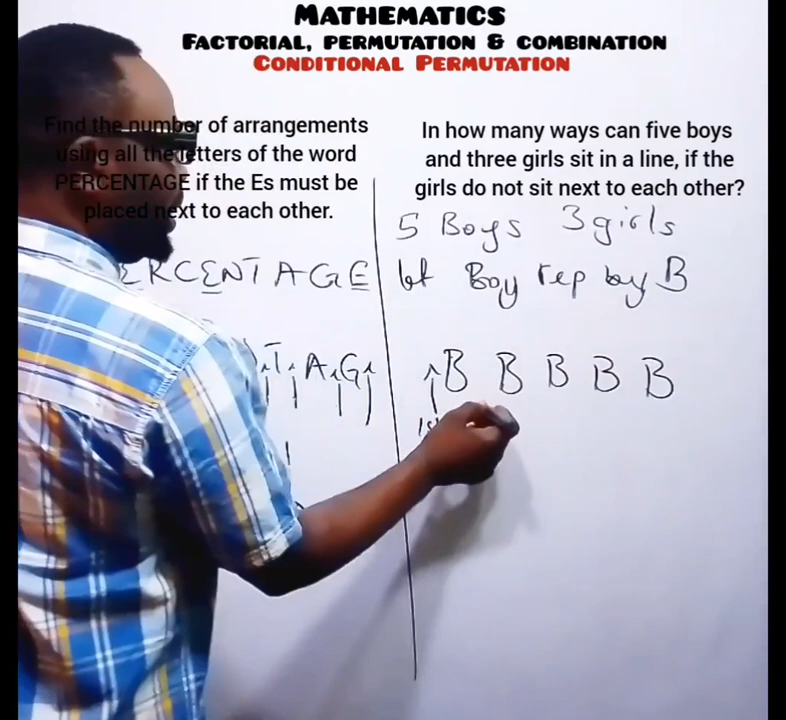 MATHEMATICS
FACTORIAL, PERMUTATION & COMBINATION
CONDITIONAL PERMUTATION
Find the number of arrangements
using all the letters of the word
PERCENTAGE if the Es must be
placed next to each other.
In how many ways can five boys
and three girls sit in a line, if the
girls do not sit next to each other?
5 Boys 3 girls
ERCENTAGE
let Boy rep by B
T A G
B B B B B